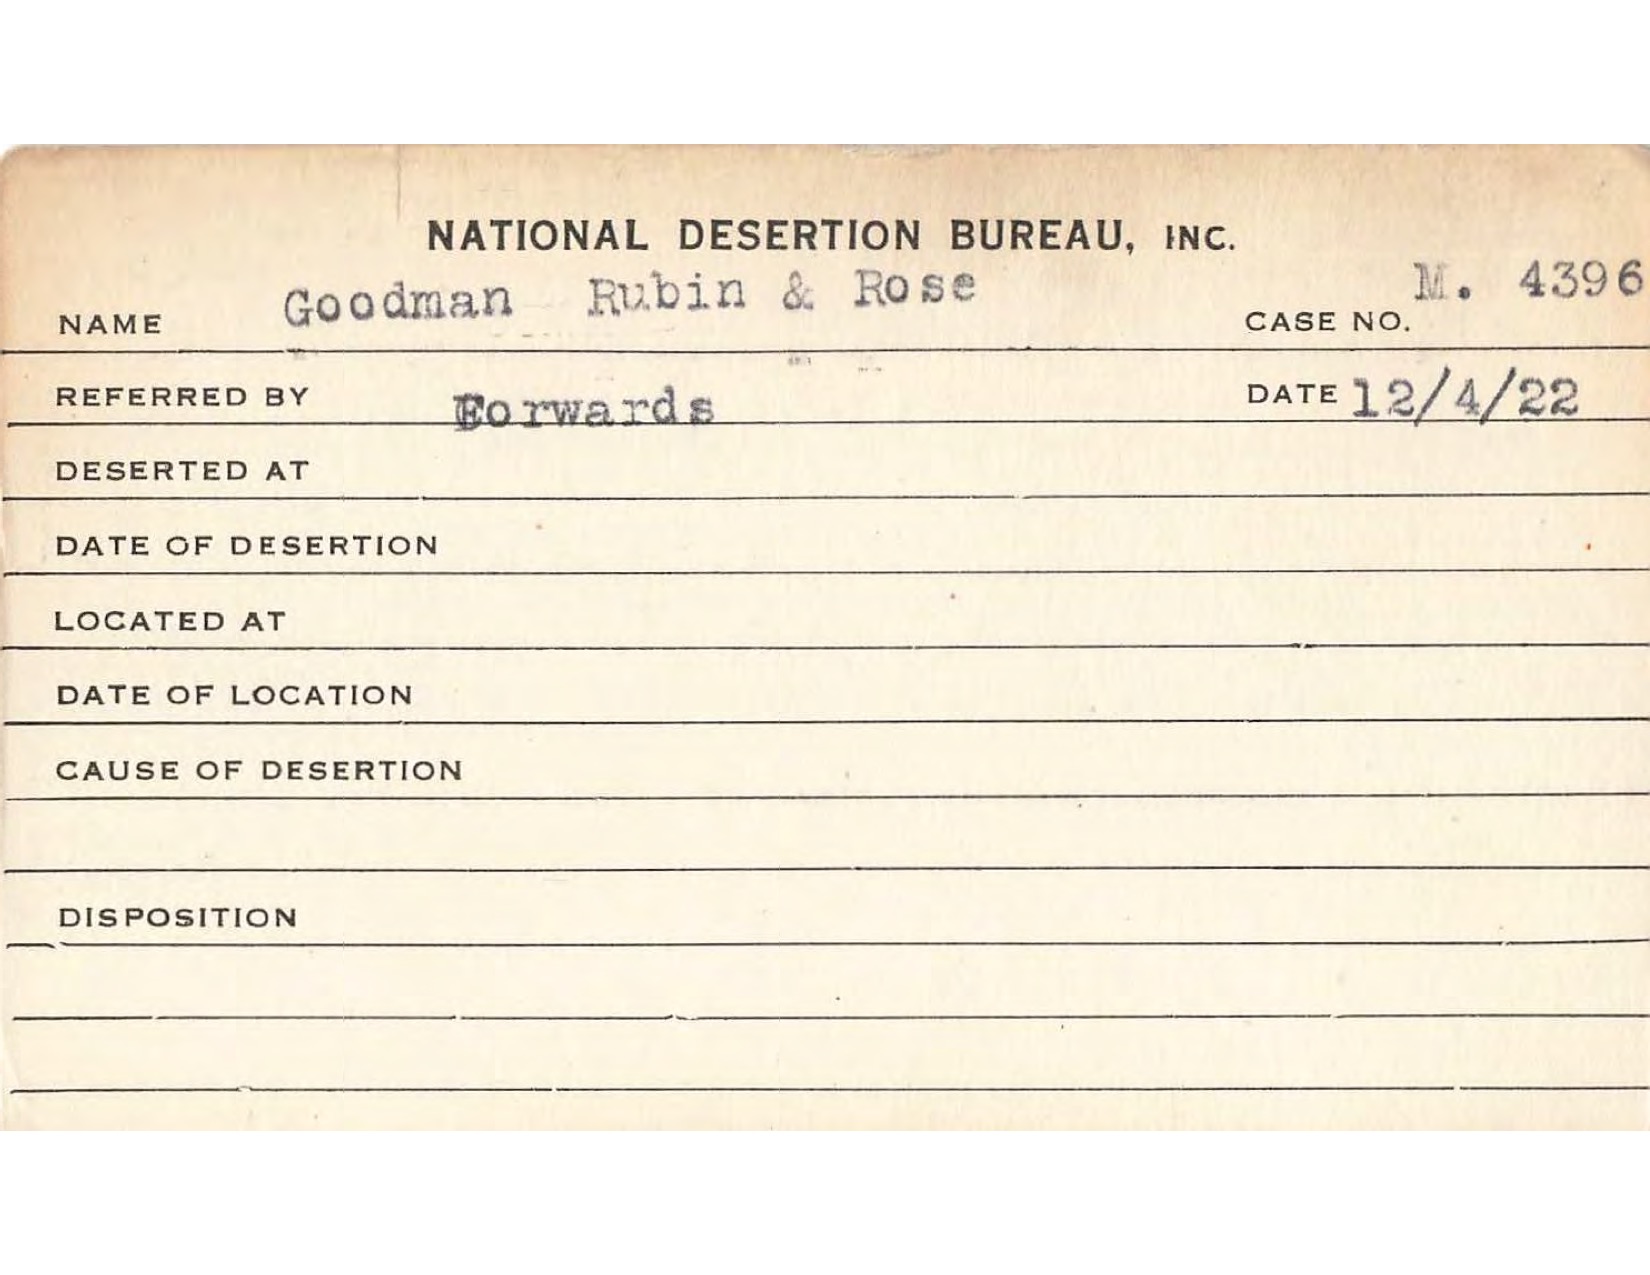 NATIONAL DESERTION BUREAU, INC.
NAME Goodman Rubin & Rose CASE NO. M. 4396
REFERRED BY Forwards DATE 12/4/22
DESERTED AT
DATE OF DESERTION
LOCATED AT
DATE OF LOCATION
CAUSE OF DESERTION
DISPOSITION